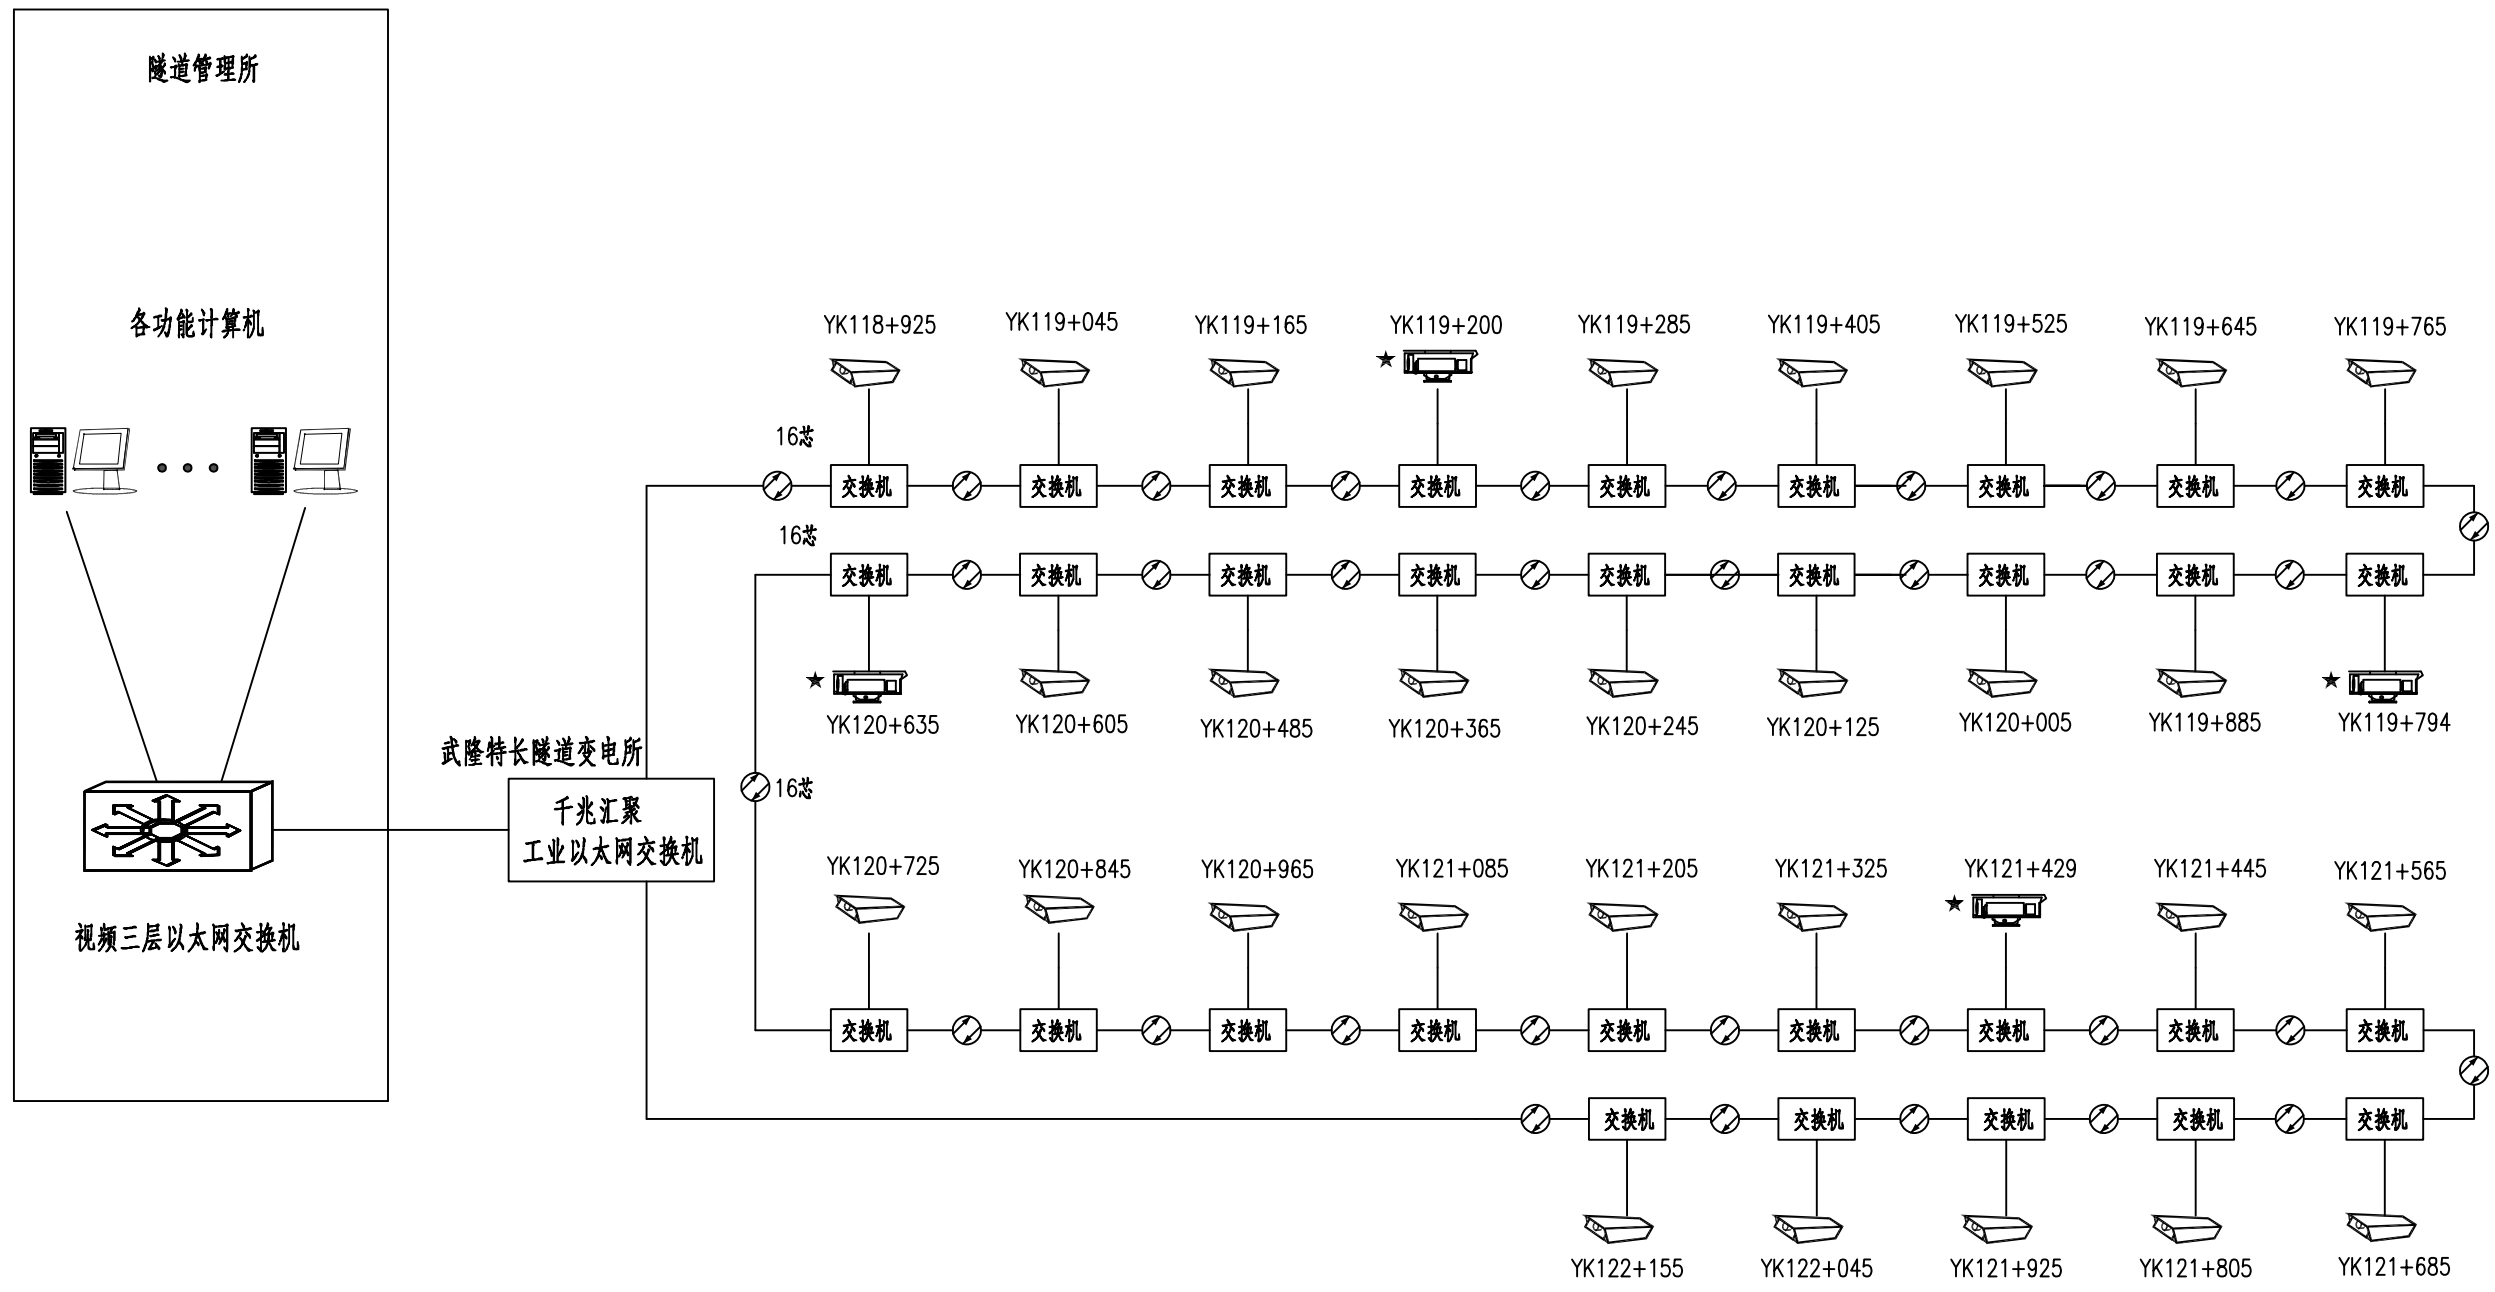 隧道管理所
各功能计算机
视频三层以太网交换机
武隆特长隧道变电所
千兆汇聚
工业以太网交换机
YK118+925 YK119+045 YK119+165 YK119+200 YK119+285 YK119+405 YK119+525 YK119+645 YK119+765
★
16芯
交换机 交换机 交换机 交换机 交换机 交换机 交换机 交换机 交换机
16芯
交换机 交换机 交换机 交换机 交换机 交换机 交换机 交换机 交换机
★ ★
YK120+635 YK120+605 YK120+485 YK120+365 YK120+245 YK120+125 YK120+005 YK119+885 YK119+794
16芯
YK120+725 YK120+845 YK120+965 YK121+085 YK121+205 YK121+325 YK121+429 YK121+445 YK121+565
★
交换机 交换机 交换机 交换机 交换机 交换机 交换机 交换机 交换机
交换机 交换机 交换机 交换机 交换机
YK122+155 YK122+045 YK121+925 YK121+805 YK121+685